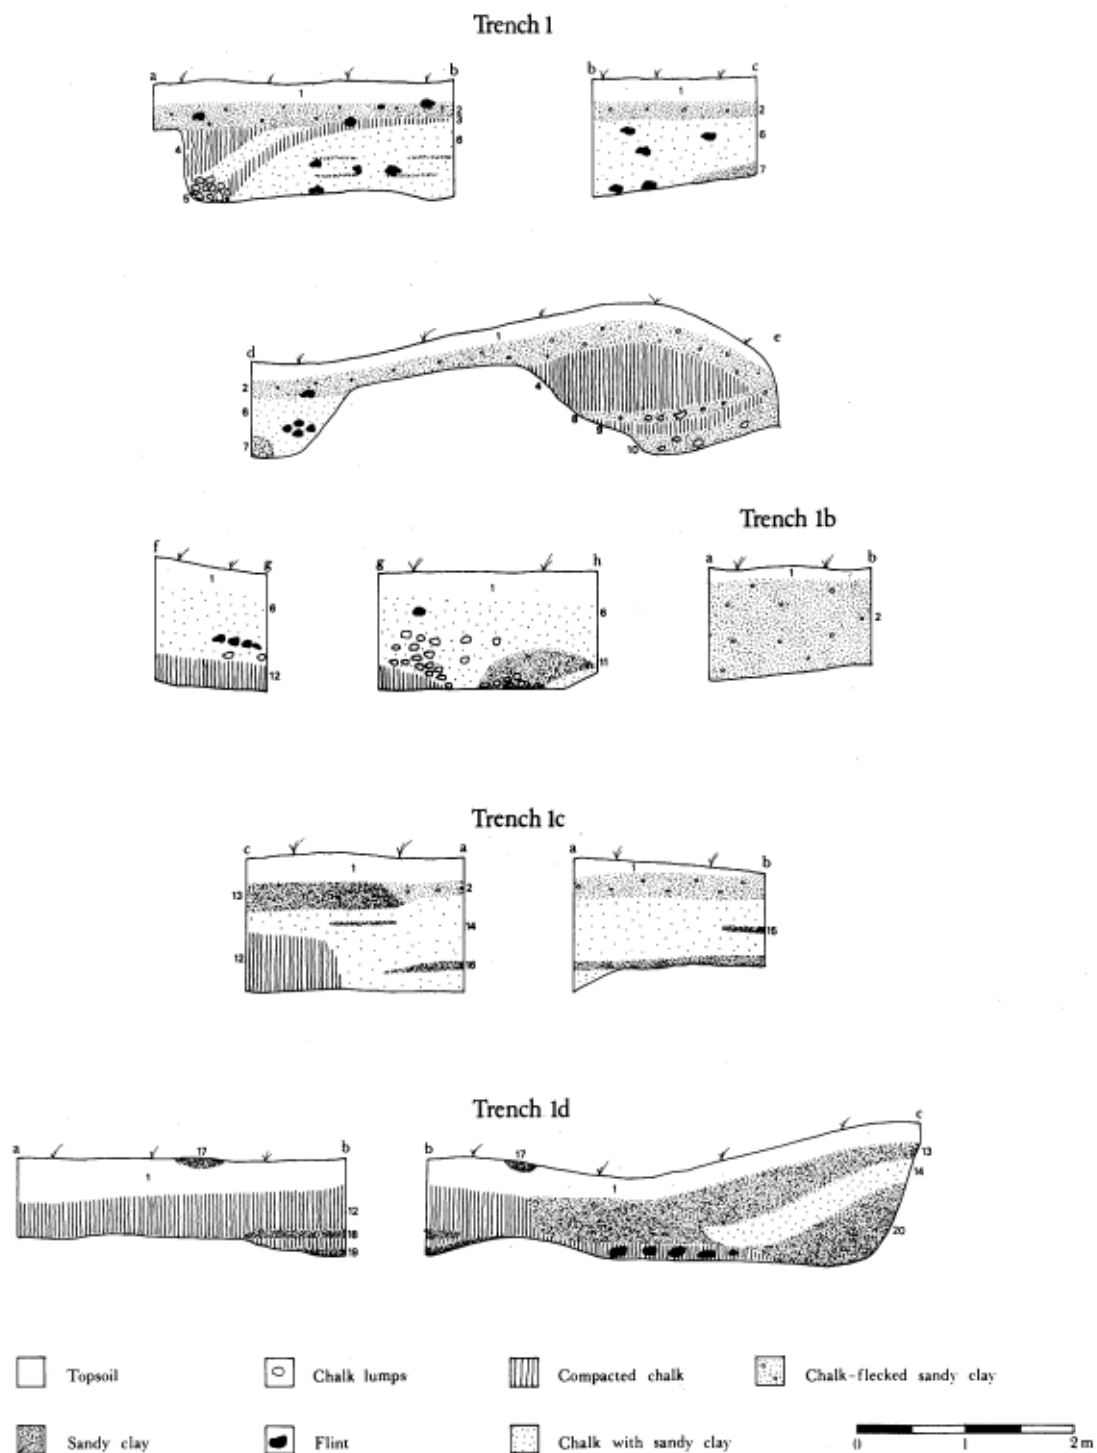 Trench 1
a b b c
1 1
2 2
3
6 6
4
7
5
d e
1
2
4
6
8
9
7
10
Trench 1b
f g g h a b
1 1 1
6 6 2
11
12
Trench 1c
c a a b
1 1
13 2
14 15
12 16
Trench 1d
a b b c
17 17
1 1
13
14
12
18 20
19
Topsoil Chalk lumps Compacted chalk Chalk-flecked sandy clay
Sandy clay Flint Chalk with sandy clay
0 1 2m